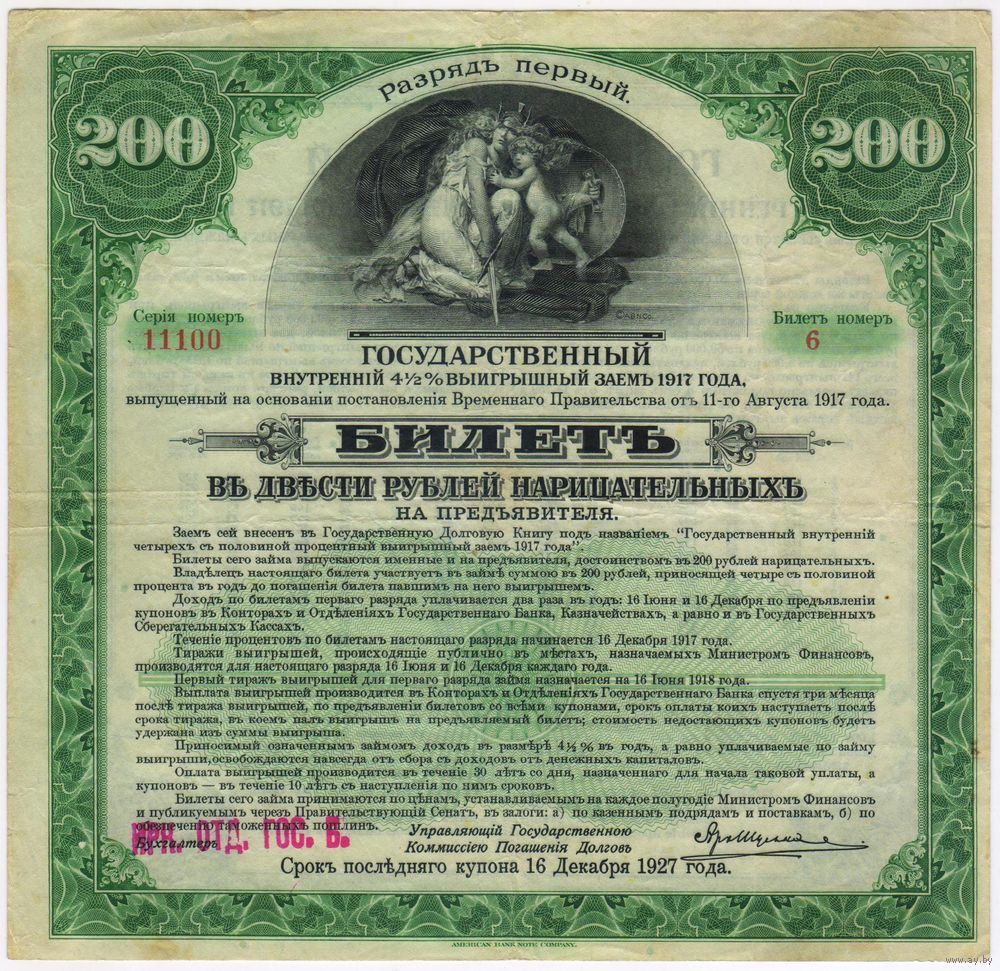 Разрядъ первый.
200
200
©ABNCo.
Серія номеръ
11100
Билетъ номеръ
6
ГОСУДАРСТВЕННЫЙ
ВНУТРЕННІЙ 4½% ВЫИГРЫШНЫЙ ЗАЕМЪ 1917 ГОДА,
выпущенный на основаніи постановленія Временнаго Правительства отъ 11-го Августа 1917 года.
БИЛЕТЪ
ВЪ ДВѢСТИ РУБЛЕЙ НАРИЦАТЕЛЬНЫХЪ
НА ПРЕДЪЯВИТЕЛЯ.
Заемъ сей внесенъ въ Государственную Долговую Книгу подъ названіемъ "Государственный внутренній
четырехъ съ половиной процентный выигрышный заемъ 1917 года".
Билеты сего займа выпускаются именные и на предъявителя, достоинствомъ въ 200 рублей нарицательныхъ.
Владѣлецъ настоящаго билета участвуетъ въ займѣ суммою въ 200 рублей, приносящей четыре съ половиной
процента въ годъ до погашенія билета павшимъ на него выигрышемъ.
Доходъ по билетамъ перваго разряда уплачивается два раза въ годъ: 16 Іюня и 16 Декабря по предъявленіи
купоновъ въ Конторахъ и Отдѣленіяхъ Государственнаго Банка, Казначействахъ, а равно и въ Государственныхъ
Сберегательныхъ Кассахъ.
Теченіе процентовъ по билетамъ настоящаго разряда начинается 16 Декабря 1917 года.
Тиражи выигрышей, происходящіе публично въ мѣстахъ, назначаемыхъ Министромъ Финансовъ,
производятся для настоящаго разряда 16 Іюня и 16 Декабря каждаго года.
Первый тиражъ выигрышей для перваго разряда займа назначается на 16 Іюня 1918 года.
Выплата выигрышей производится въ Конторахъ и Отдѣленіяхъ Государственнаго Банка спустя три мѣсяца
послѣ тиража выигрышей, по предъявленіи билетовъ со всѣми купонами, срокъ оплаты коихъ наступаетъ послѣ
срока тиража, въ коемъ палъ выигрышъ на предъявляемый билетъ; стоимость недостающихъ купоновъ будетъ
удержана изъ суммы выигрыша.
Приносимый означеннымъ займомъ доходъ въ размѣрѣ 4½% въ годъ, а равно уплачиваемые по займу
выигрыши, освобождаются навсегда отъ сбора съ доходовъ отъ денежныхъ капиталовъ.
Оплата выигрышей производится въ теченіе 30 лѣтъ со дня, назначеннаго для начала таковой уплаты, а
купоновъ — въ теченіе 10 лѣтъ съ наступленія по нимъ сроковъ.
Билеты сего займа принимаются по цѣнамъ, устанавливаемымъ на каждое полугодіе Министромъ Финансовъ
и публикуемымъ черезъ Правительствующій Сенатъ, въ залоги: а) по казеннымъ подрядамъ и поставкамъ, б) по
обезпеченію таможенныхъ пошлинъ.
ИРК. ОТД. ГОС. Б.
Бухгалтеръ
Управляющій Государственною
Коммиссіею Погашенія Долговъ
Срокъ послѣдняго купона 16 Декабря 1927 года.
AMERICAN BANK NOTE COMPANY.
www.ay.by